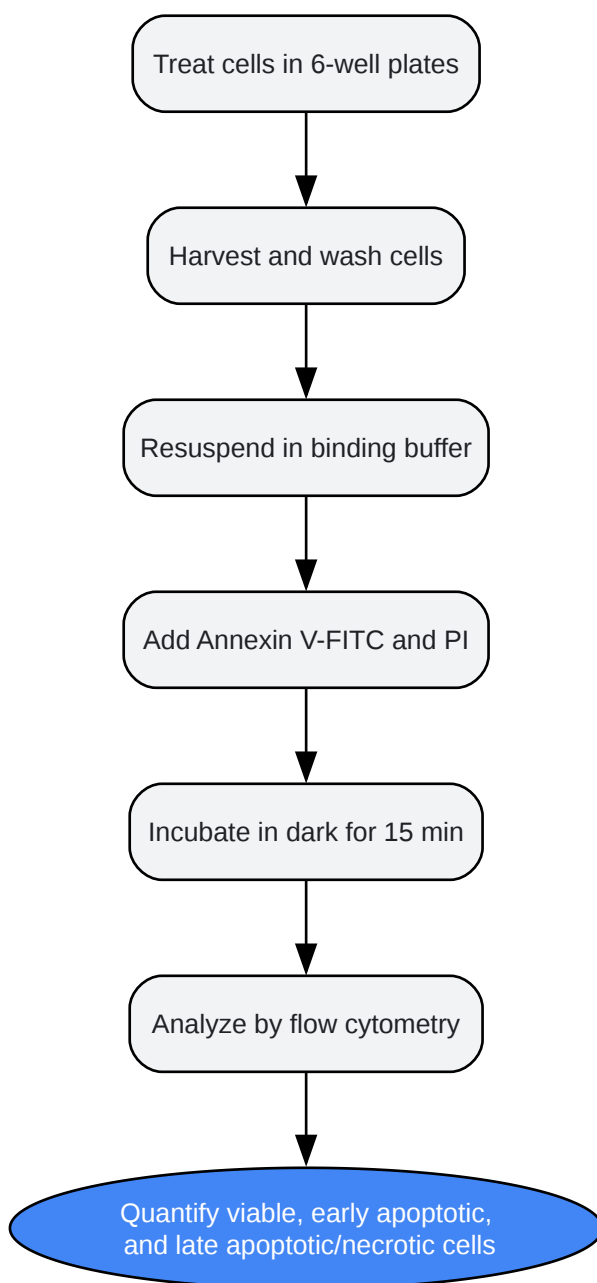 Treat cells in 6-well plates
Harvest and wash cells
Resuspend in binding buffer
Add Annexin V-FITC and PI
Incubate in dark for 15 min
Analyze by flow cytometry
Quantify viable, early apoptotic,
and late apoptotic/necrotic cells